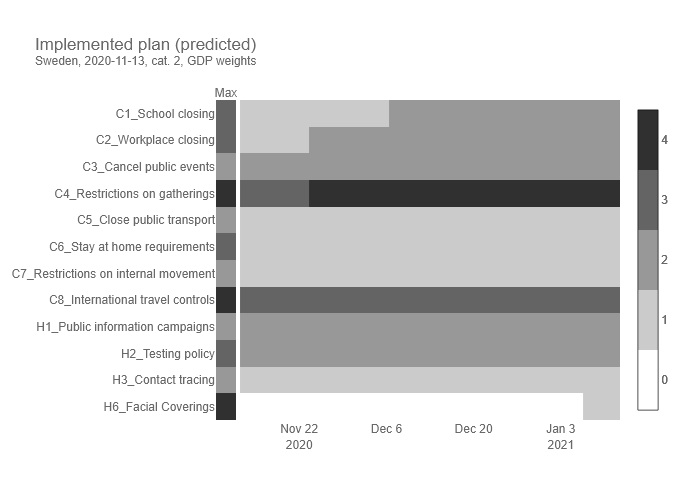 Implemented plan (predicted)
Sweden, 2020-11-13, cat. 2, GDP weights
Max
C1_School closing
C2_Workplace closing
C3_Cancel public events
C4_Restrictions on gatherings
C5_Close public transport
C6_Stay at home requirements
C7_Restrictions on internal movement
C8_International travel controls
H1_Public information campaigns
H2_Testing policy
H3_Contact tracing
H6_Facial Coverings
4
3
2
1
0
Nov 22 Dec 6 Dec 20 Jan 3
2020 2021